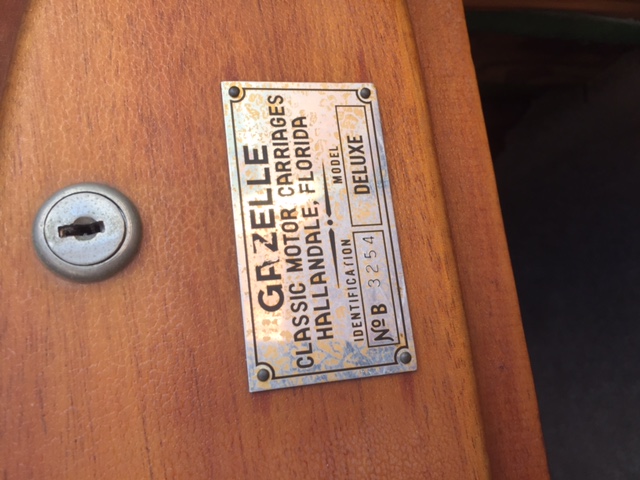 GAZELLE
CLASSIC MOTOR CARRIAGES
HALLANDALE, FLORIDA
IDENTIFICATION MODEL
NoB 3254 DELUXE